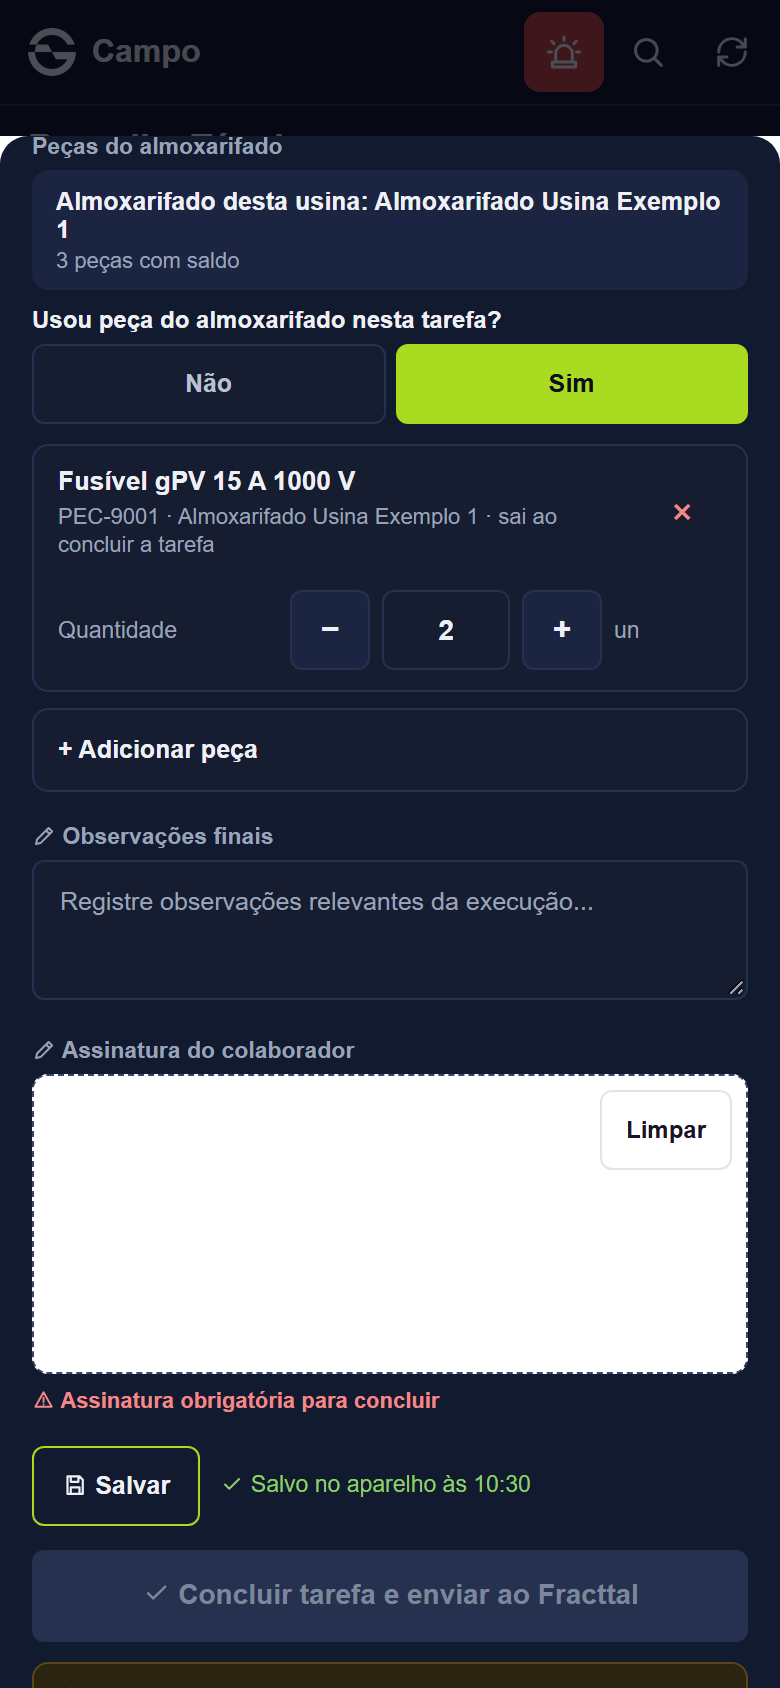 Campo
Peças do almoxarifado
Almoxarifado desta usina: Almoxarifado Usina Exemplo
1
3 peças com saldo
Usou peça do almoxarifado nesta tarefa?
Não
Sim
Fusível gPV 15 A 1000 V
PEC-9001 · Almoxarifado Usina Exemplo 1 · sai ao
concluir a tarefa
Quantidade
− 2 + un
+ Adicionar peça
Observações finais
Registre observações relevantes da execução...
Assinatura do colaborador
Limpar
Assinatura obrigatória para concluir
Salvar
Salvo no aparelho às 10:30
Concluir tarefa e enviar ao Fracttal